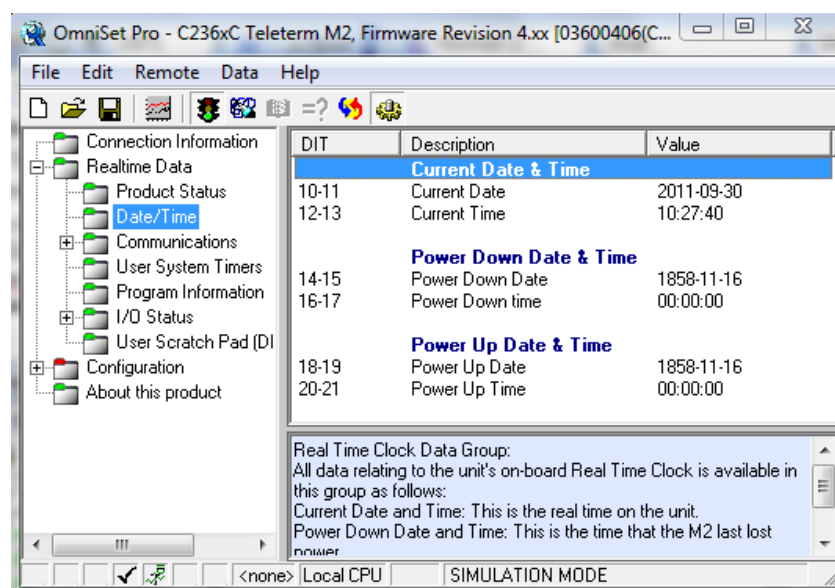 OmniSet Pro - C236xC Teleterm M2, Firmware Revision 4.xx [03600406(C...
File Edit Remote Data Help
=?
Connection Information
Realtime Data
Product Status
Date/Time
Communications
User System Timers
Program Information
I/O Status
User Scratch Pad (DI
Configuration
About this product
DIT Description Value
Current Date & Time
10-11 Current Date 2011-09-30
12-13 Current Time 10:27:40
Power Down Date & Time
14-15 Power Down Date 1858-11-16
16-17 Power Down time 00:00:00
Power Up Date & Time
18-19 Power Up Date 1858-11-16
20-21 Power Up Time 00:00:00
Real Time Clock Data Group:
All data relating to the unit's on-board Real Time Clock is available in
this group as follows:
Current Date and Time: This is the real time on the unit.
Power Down Date and Time: This is the time that the M2 last lost
power
<none> Local CPU SIMULATION MODE